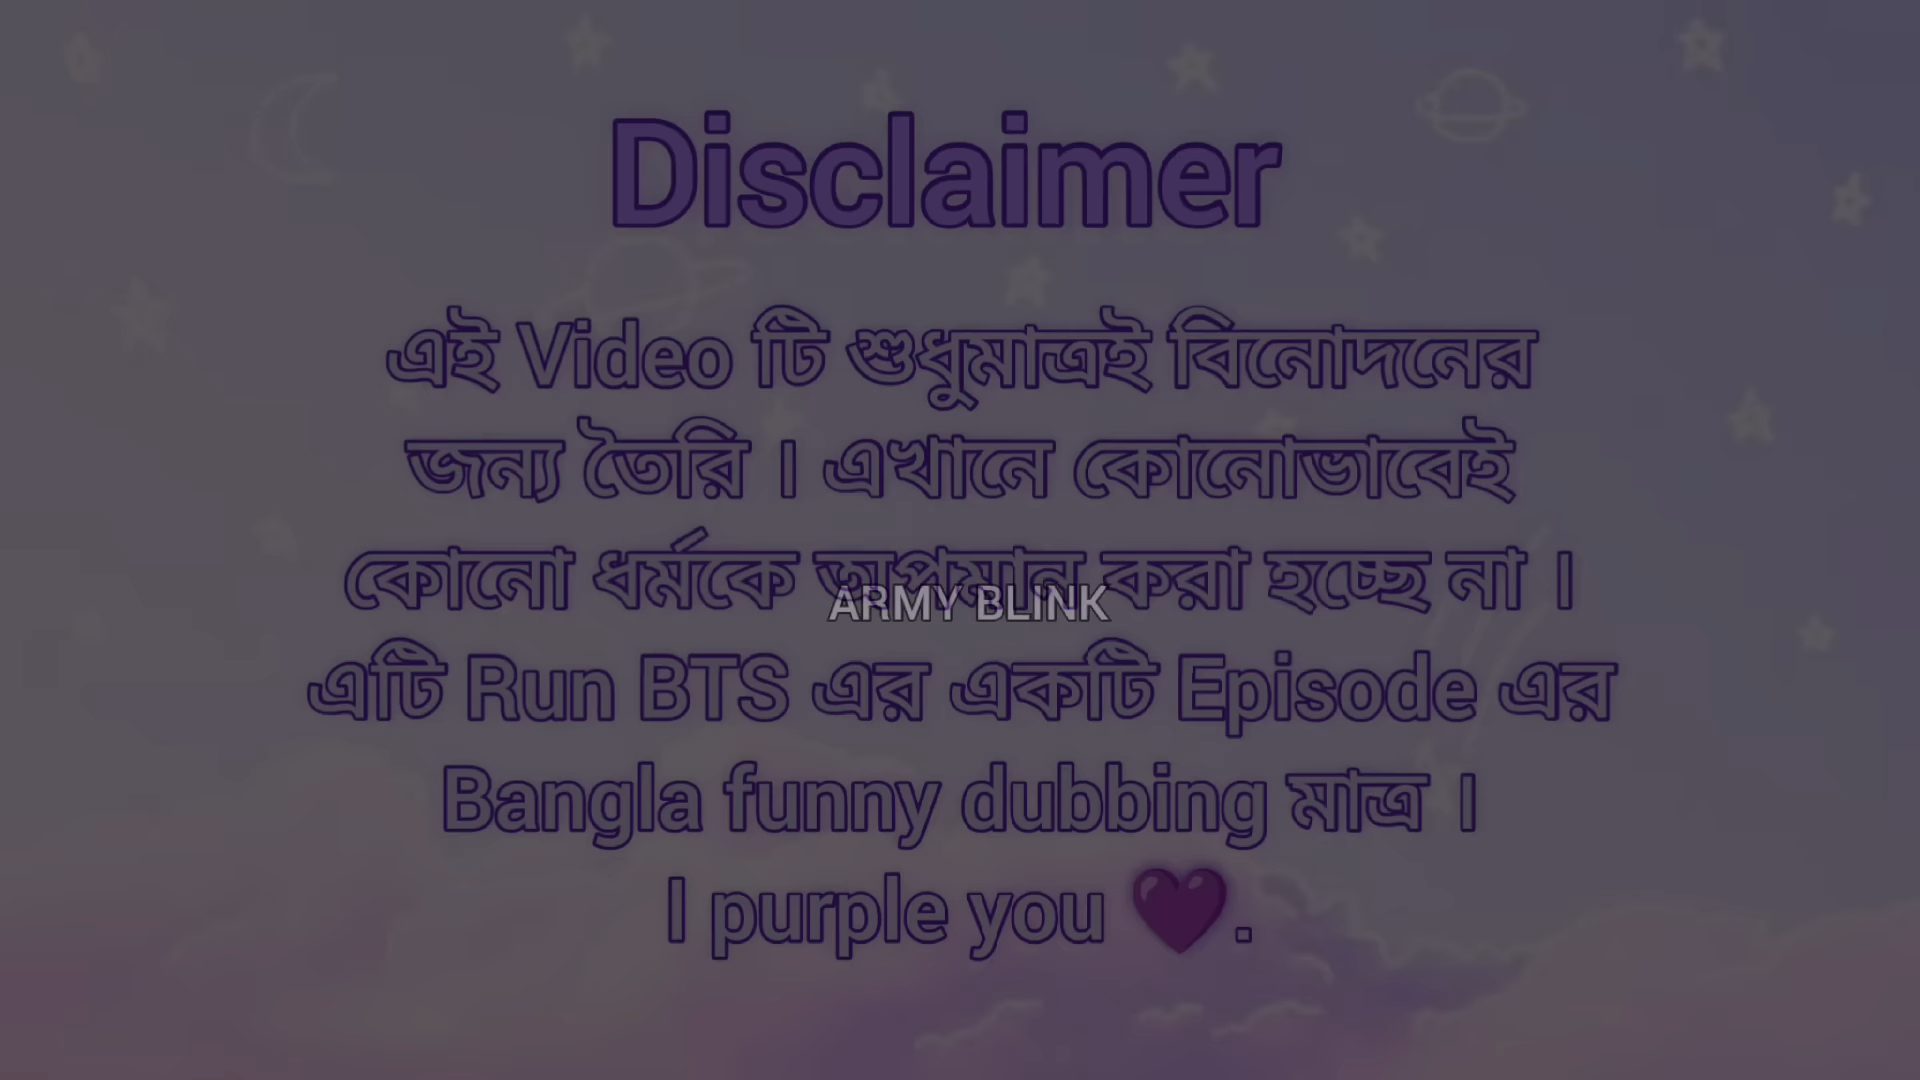 Disclaimer
এই Video টি শুধুমাত্রই বিনোদনের
জন্য তৈরি । এখানে কোনোভাবেই
কোনো ধর্মকে অপমান করা হচ্ছে না ।
ARMY BLINK
এটি Run BTS এর একটি Episode এর
Bangla funny dubbing মাত্র ।
I purple you 💜.